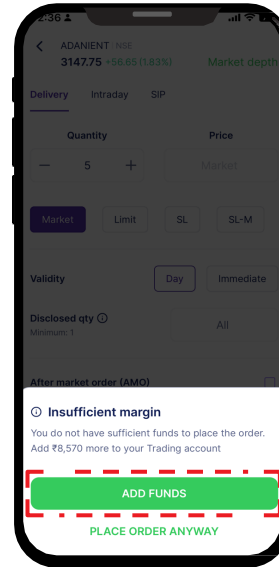 2:36
ADANIENT NSE
3147.75 +56.65 (1.83%) Market depth
Delivery Intraday SIP
Quantity Price
— 5 + Market
Market Limit SL SL-M
Validity Day Immediate
Disclosed qty
Minimum: 1
All
After market order (AMO)
Insufficient margin
You do not have sufficient funds to place the order.
Add ₹8,570 more to your Trading account
ADD FUNDS
PLACE ORDER ANYWAY